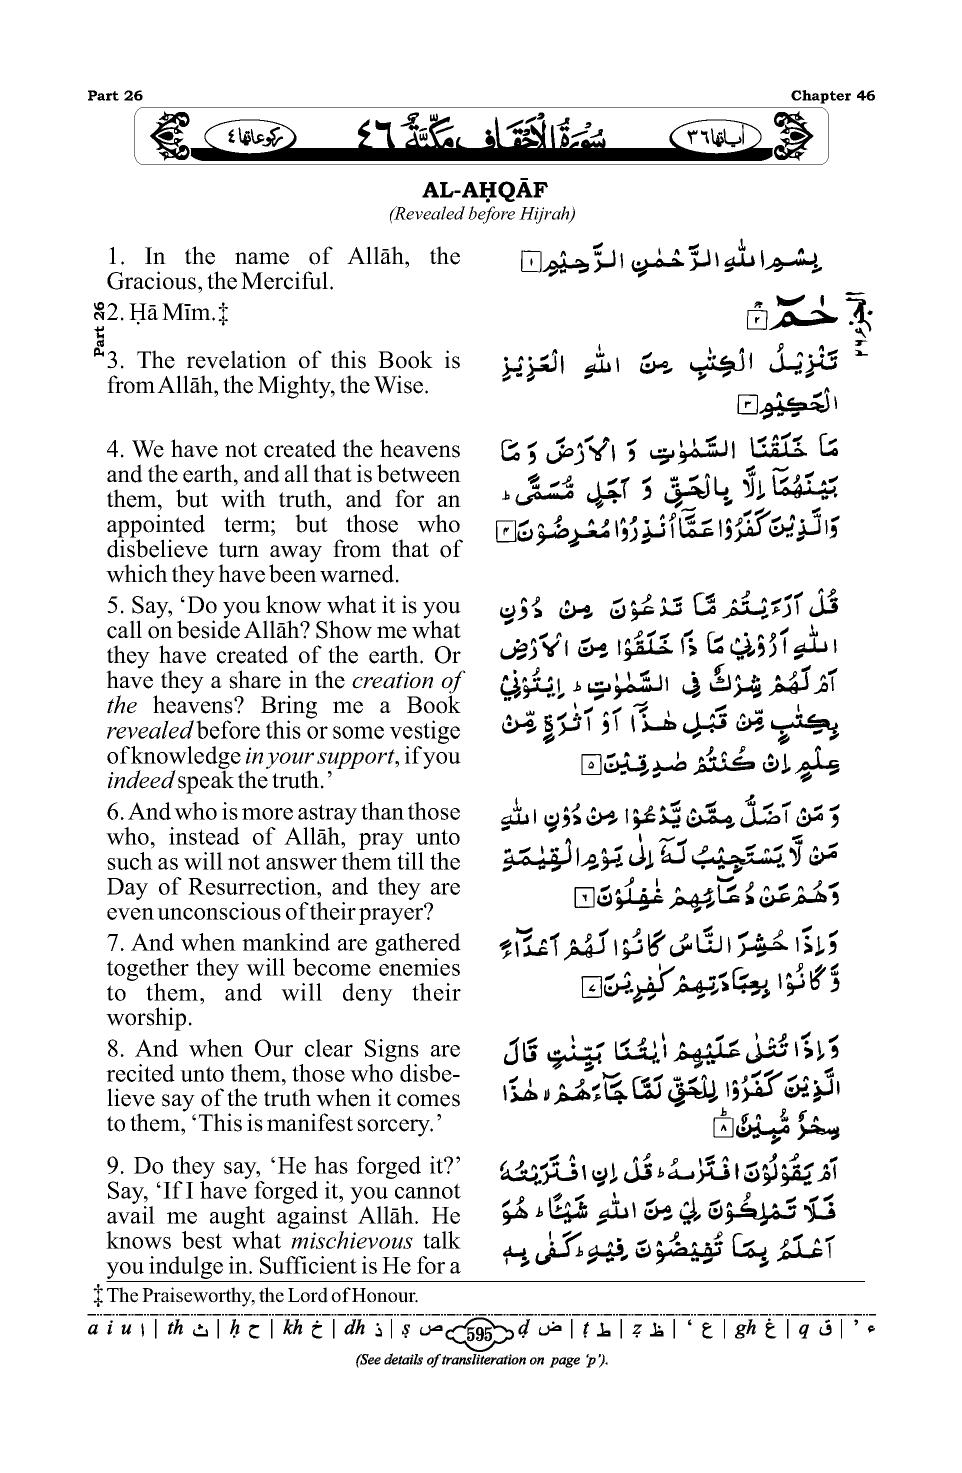 Part 26
Chapter 46
اٰیاتھا ۳۶
سُوْرَةُ الْاَحْقَافِ مَكِّيَّةٌ ٤٦
رکوعاتھا ٤
AL-AḤQĀF
(Revealed before Hijrah)
1. In the name of Allāh, the
Gracious, the Merciful.
Part 26
2. Ḥā Mīm.‡
3. The revelation of this Book is
from Allāh, the Mighty, the Wise.
4. We have not created the heavens
and the earth, and all that is between
them, but with truth, and for an
appointed term; but those who
disbelieve turn away from that of
which they have been warned.
5. Say, ‘Do you know what it is you
call on beside Allāh? Show me what
they have created of the earth. Or
have they a share in the creation of
the heavens? Bring me a Book
revealed before this or some vestige
of knowledge in your support, if you
indeed speak the truth.’
6. And who is more astray than those
who, instead of Allāh, pray unto
such as will not answer them till the
Day of Resurrection, and they are
even unconscious of their prayer?
7. And when mankind are gathered
together they will become enemies
to them, and will deny their
worship.
8. And when Our clear Signs are
recited unto them, those who disbe-
lieve say of the truth when it comes
to them, ‘This is manifest sorcery.’
9. Do they say, ‘He has forged it?’
Say, ‘If I have forged it, you cannot
avail me aught against Allāh. He
knows best what mischievous talk
you indulge in. Sufficient is He for a
بِسْمِ اللّٰهِ الرَّحْمٰنِ الرَّحِيْمِ ۱
حٰمٓ ۲
الجزء ۲۶
تَنْزِيْلُ الْكِتٰبِ مِنَ اللّٰهِ الْعَزِيْزِ
الْحَكِيْمِ ۳
مَا خَلَقْنَا السَّمٰوٰتِ وَ الْاَرْضَ وَ مَا
بَيْنَهُمَآ اِلَّا بِالْحَقِّ وَ اَجَلٍ مُّسَمًّى ؕ
وَالَّذِيْنَ كَفَرُوْا عَمَّآ اُنْذِرُوْا مُعْرِضُوْنَ ۴
قُلْ اَرَءَيْتُمْ مَّا تَدْعُوْنَ مِنْ دُوْنِ
اللّٰهِ اَرُوْنِيْ مَا ذَا خَلَقُوْا مِنَ الْاَرْضِ
اَمْ لَهُمْ شِرْكٌ فِي السَّمٰوٰتِ ؕ اِيْتُوْنِيْ
بِكِتٰبٍ مِّنْ قَبْلِ هٰذَآ اَوْ اَثٰرَةٍ مِّنْ
عِلْمٍ اِنْ كُنْتُمْ صٰدِقِيْنَ ۵
وَ مَنْ اَضَلُّ مِمَّنْ يَّدْعُوْا مِنْ دُوْنِ اللّٰهِ
مَنْ لَّا يَسْتَجِيْبُ لَهٗٓ اِلٰى يَوْمِ الْقِيٰمَةِ
وَهُمْ عَنْ دُعَآئِهِمْ غٰفِلُوْنَ ۶
وَاِذَا حُشِرَ النَّاسُ كَانُوْا لَهُمْ اَعْدَآءً
وَّ كَانُوْا بِعِبَادَتِهِمْ كٰفِرِيْنَ ۷
وَاِذَا تُتْلٰى عَلَيْهِمْ اٰيٰتُنَا بَيِّنٰتٍ قَالَ
الَّذِيْنَ كَفَرُوْا لِلْحَقِّ لَمَّا جَآءَهُمْ ۙ هٰذَا
سِحْرٌ مُّبِيْنٌ ۸
اَمْ يَقُوْلُوْنَ افْتَرٰىهُ ؕ قُلْ اِنِ افْتَرَيْتُهٗ
فَلَا تَمْلِكُوْنَ لِيْ مِنَ اللّٰهِ شَيْـًٔا ؕ هُوَ
اَعْلَمُ بِمَا تُفِيْضُوْنَ فِيْهِ ؕ كَفٰى بِهٖ
‡ The Praiseworthy, the Lord of Honour.
a i u ا | th ث | ḥ ح | kh خ | dh ذ | ṣ ص 595 ḍ ض | ṭ ط | ẓ ظ | ‘ ع | gh غ | q ق | ’ ء
(See details of transliteration on page ‘p’).